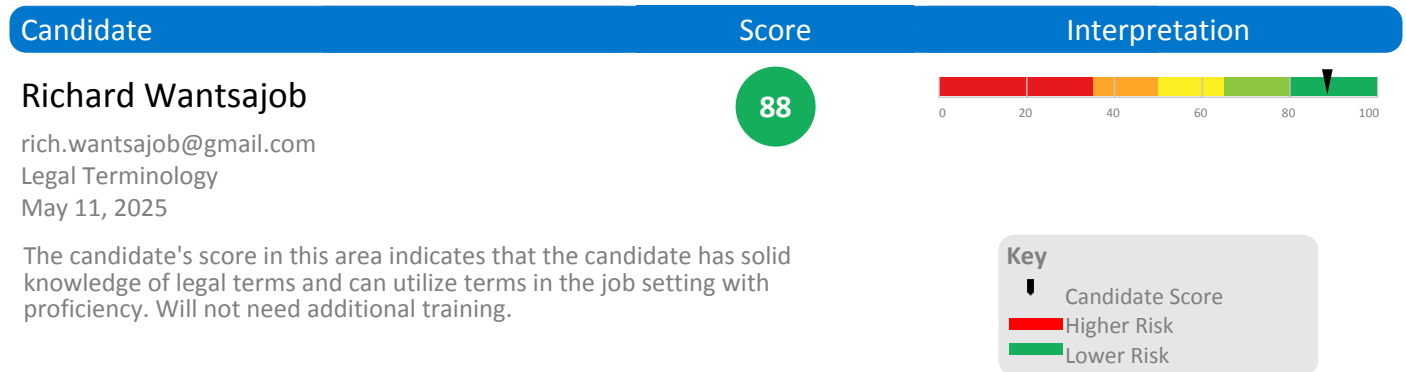 Candidate Score Interpretation
Richard Wantsajob
88
0 20 40 60 80 100
rich.wantsajob@gmail.com
Legal Terminology
May 11, 2025
The candidate's score in this area indicates that the candidate has solid
knowledge of legal terms and can utilize terms in the job setting with
proficiency. Will not need additional training.
Key
Candidate Score
Higher Risk
Lower Risk